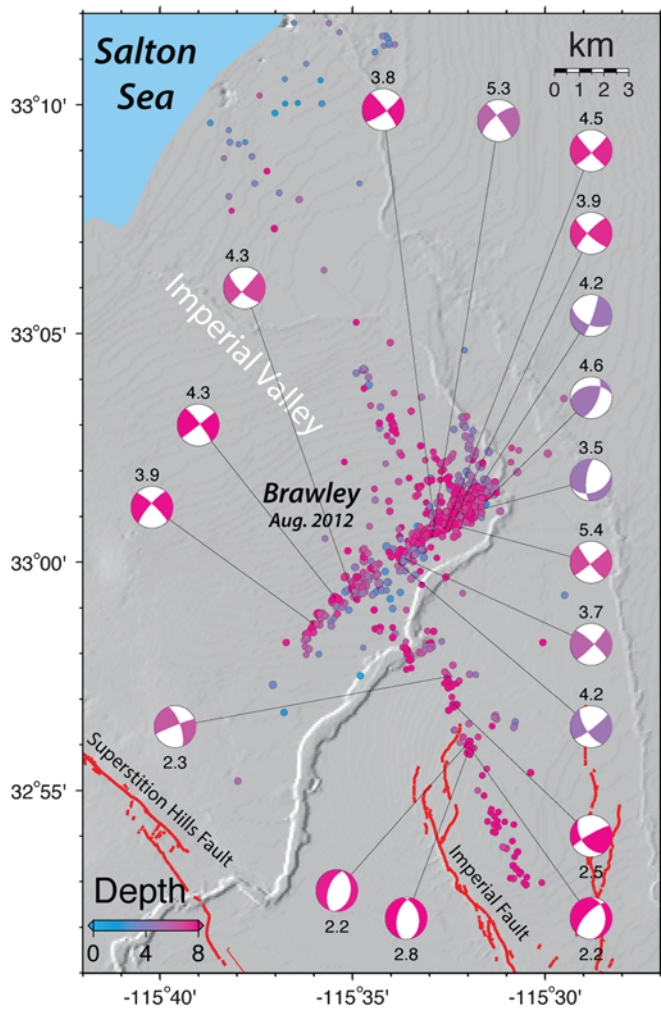 Salton
Sea
km
0 1 2 3
3.8
5.3
4.5
33°10'
3.9
4.3
4.2
Imperial Valley
33°05'
4.6
4.3
3.5
3.9
Brawley
Aug. 2012
5.4
33°00'
3.7
4.2
2.3
32°55'
Superstition Hills Fault
Imperial Fault
2.5
Depth
0 4 8
2.2
2.8
2.2
-115°40'
-115°35'
-115°30'